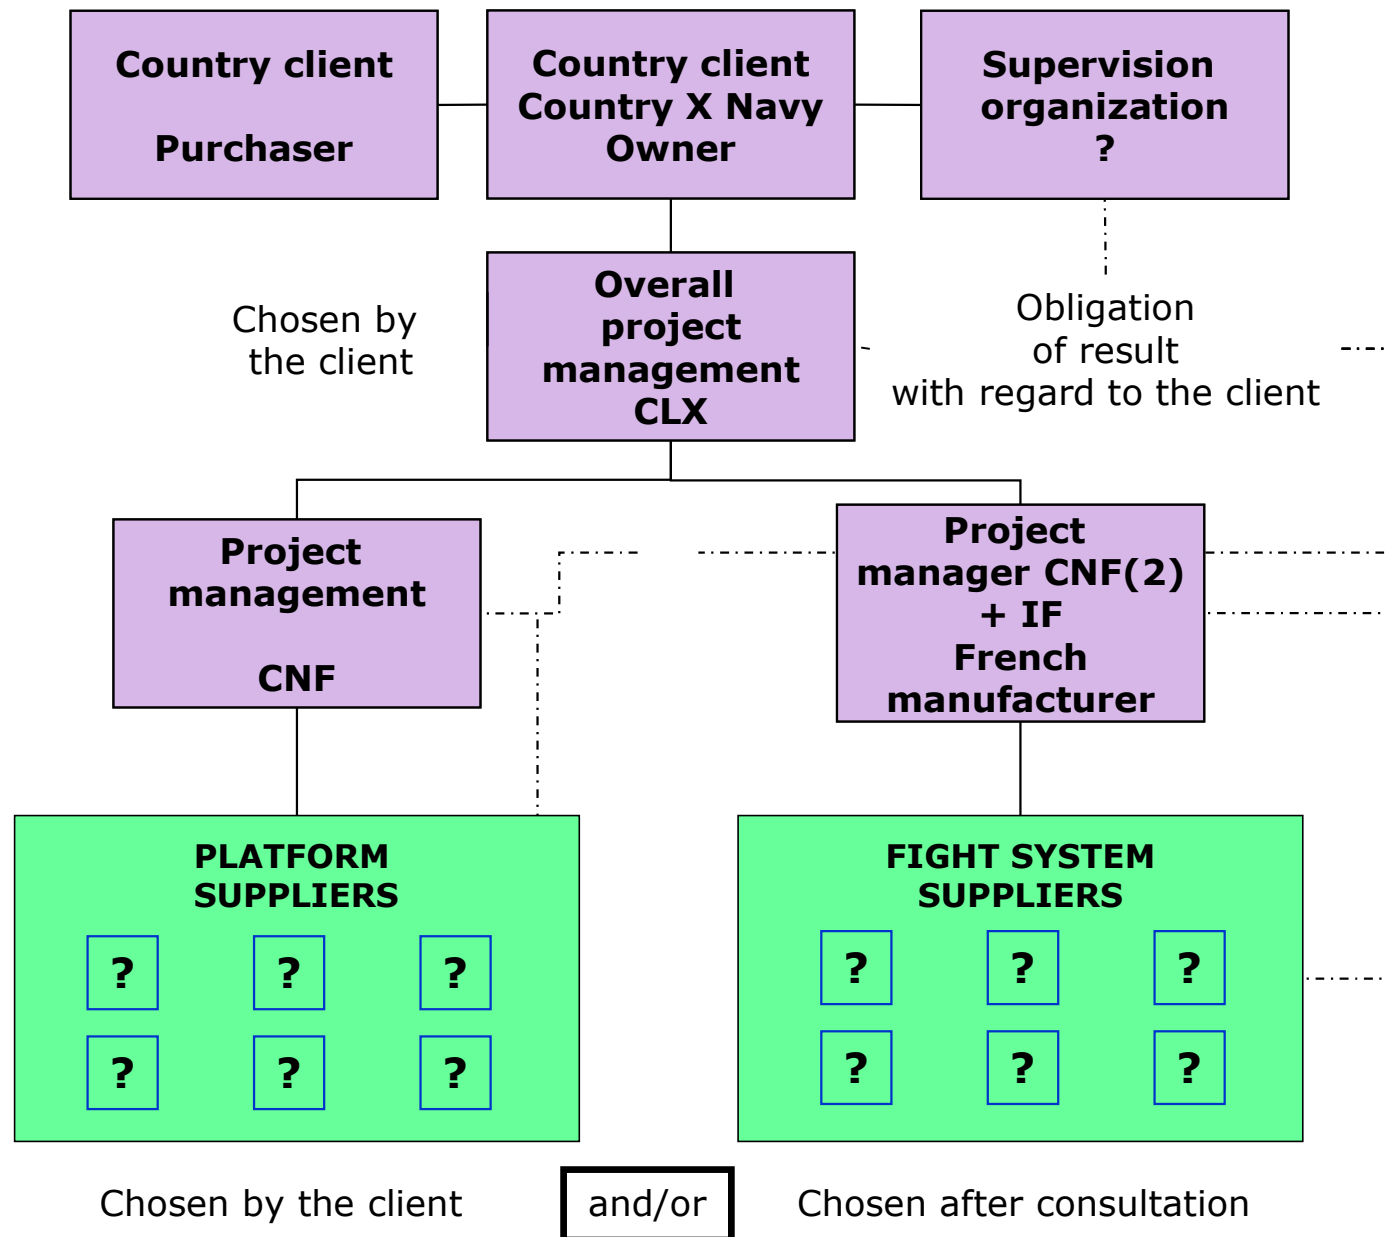 Country client
Purchaser
Country client
Country X Navy
Owner
Supervision
organization
?
Chosen by
the client
Overall
project
management
CLX
Obligation
of result
with regard to the client
Project
management
CNF
Project
manager CNF(2)
+ IF
French
manufacturer
PLATFORM
SUPPLIERS
? ? ?
? ? ?
FIGHT SYSTEM
SUPPLIERS
? ? ?
? ? ?
Chosen by the client
and/or
Chosen after consultation